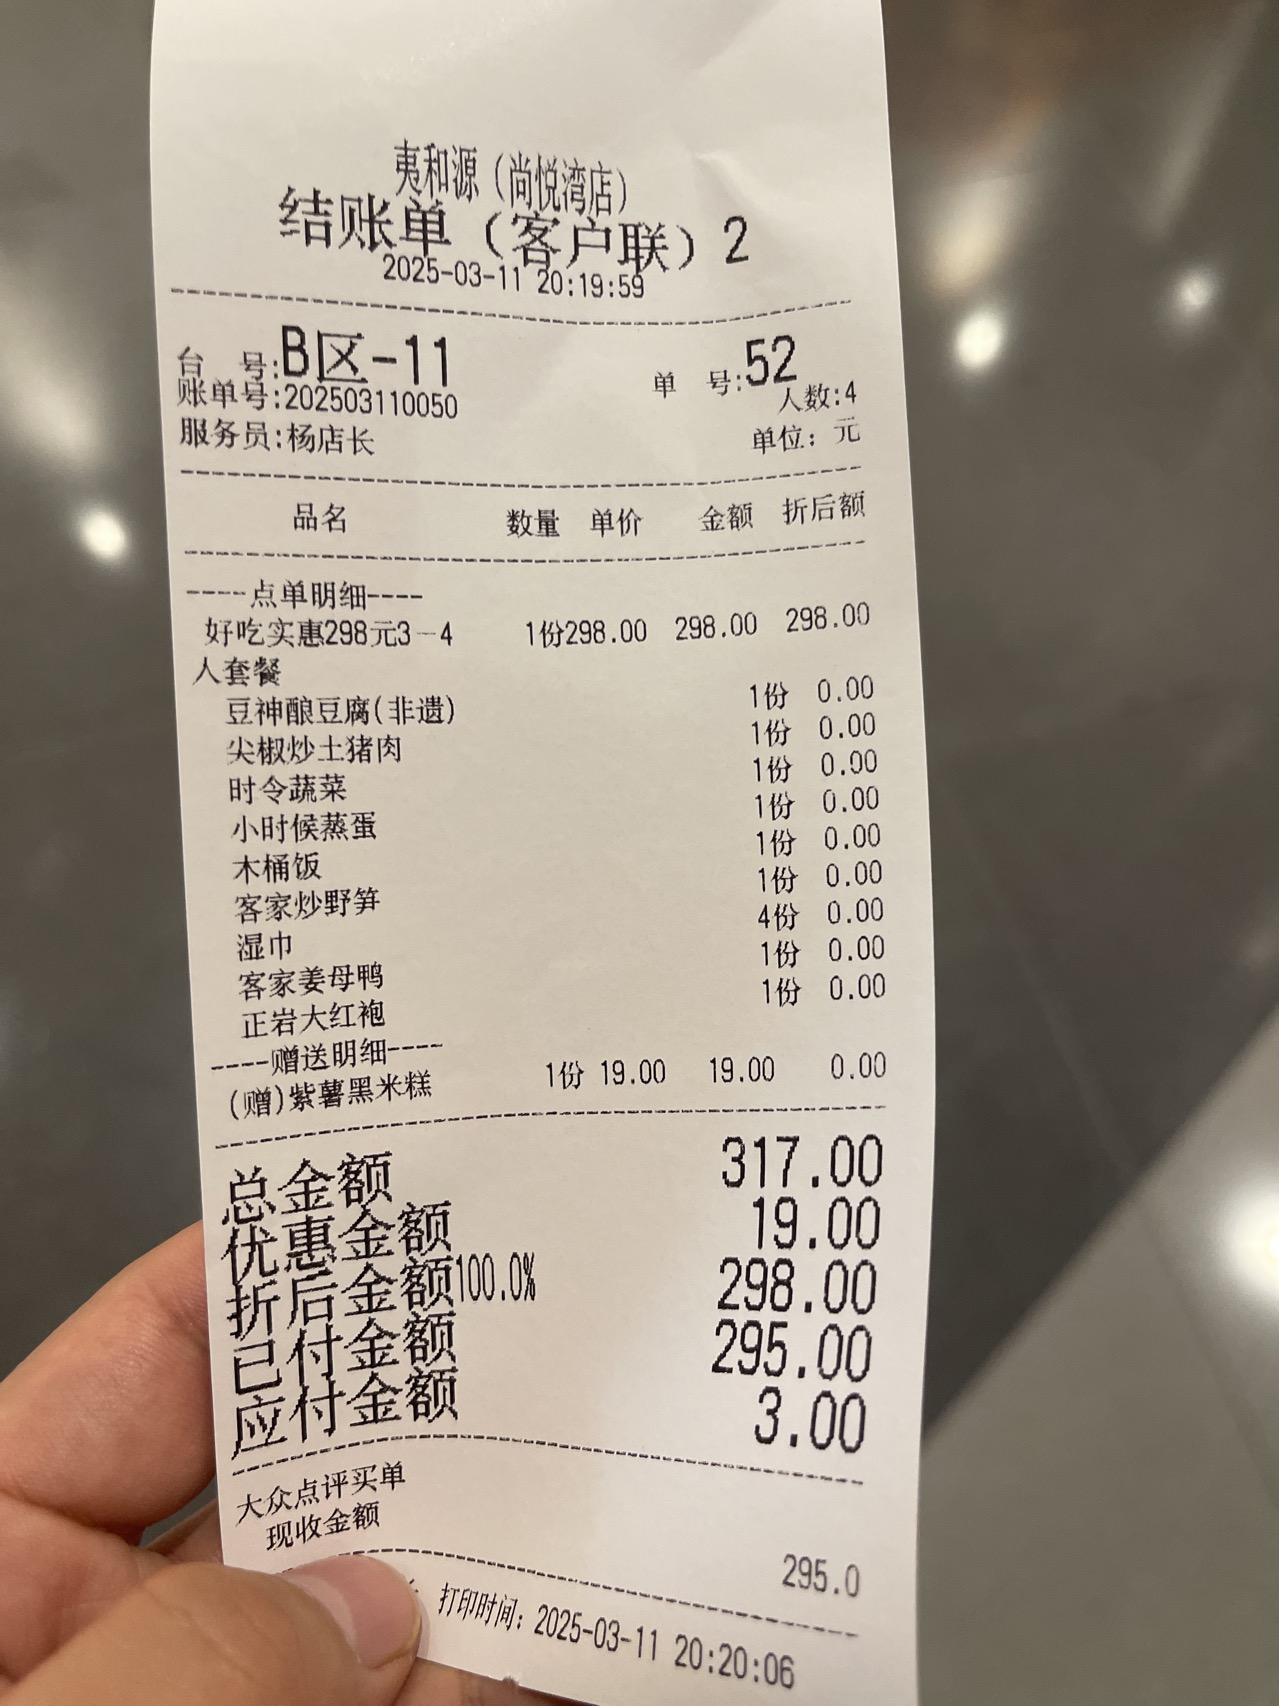 夷和源（尚悦湾店）
结账单（客户联）2
2025-03-11 20:19:59
台 号:B区-11 单 号:52
账单号:202503110050 人数:4
服务员:杨店长 单位：元
品名 数量 单价 金额 折后额
----点单明细----
好吃实惠298元3-4 1份298.00 298.00 298.00
人套餐
豆神酿豆腐(非遗) 1份 0.00
尖椒炒土猪肉 1份 0.00
时令蔬菜 1份 0.00
小时候蒸蛋 1份 0.00
木桶饭 1份 0.00
客家炒野笋 1份 0.00
湿巾 4份 0.00
客家姜母鸭 1份 0.00
正岩大红袍 1份 0.00
----赠送明细----
(赠)紫薯黑米糕 1份 19.00 19.00 0.00
总金额 317.00
优惠金额 19.00
折后金额100.0% 298.00
已付金额 295.00
应付金额 3.00
大众点评买单
现收金额 295.0
打印时间：2025-03-11 20:20:06